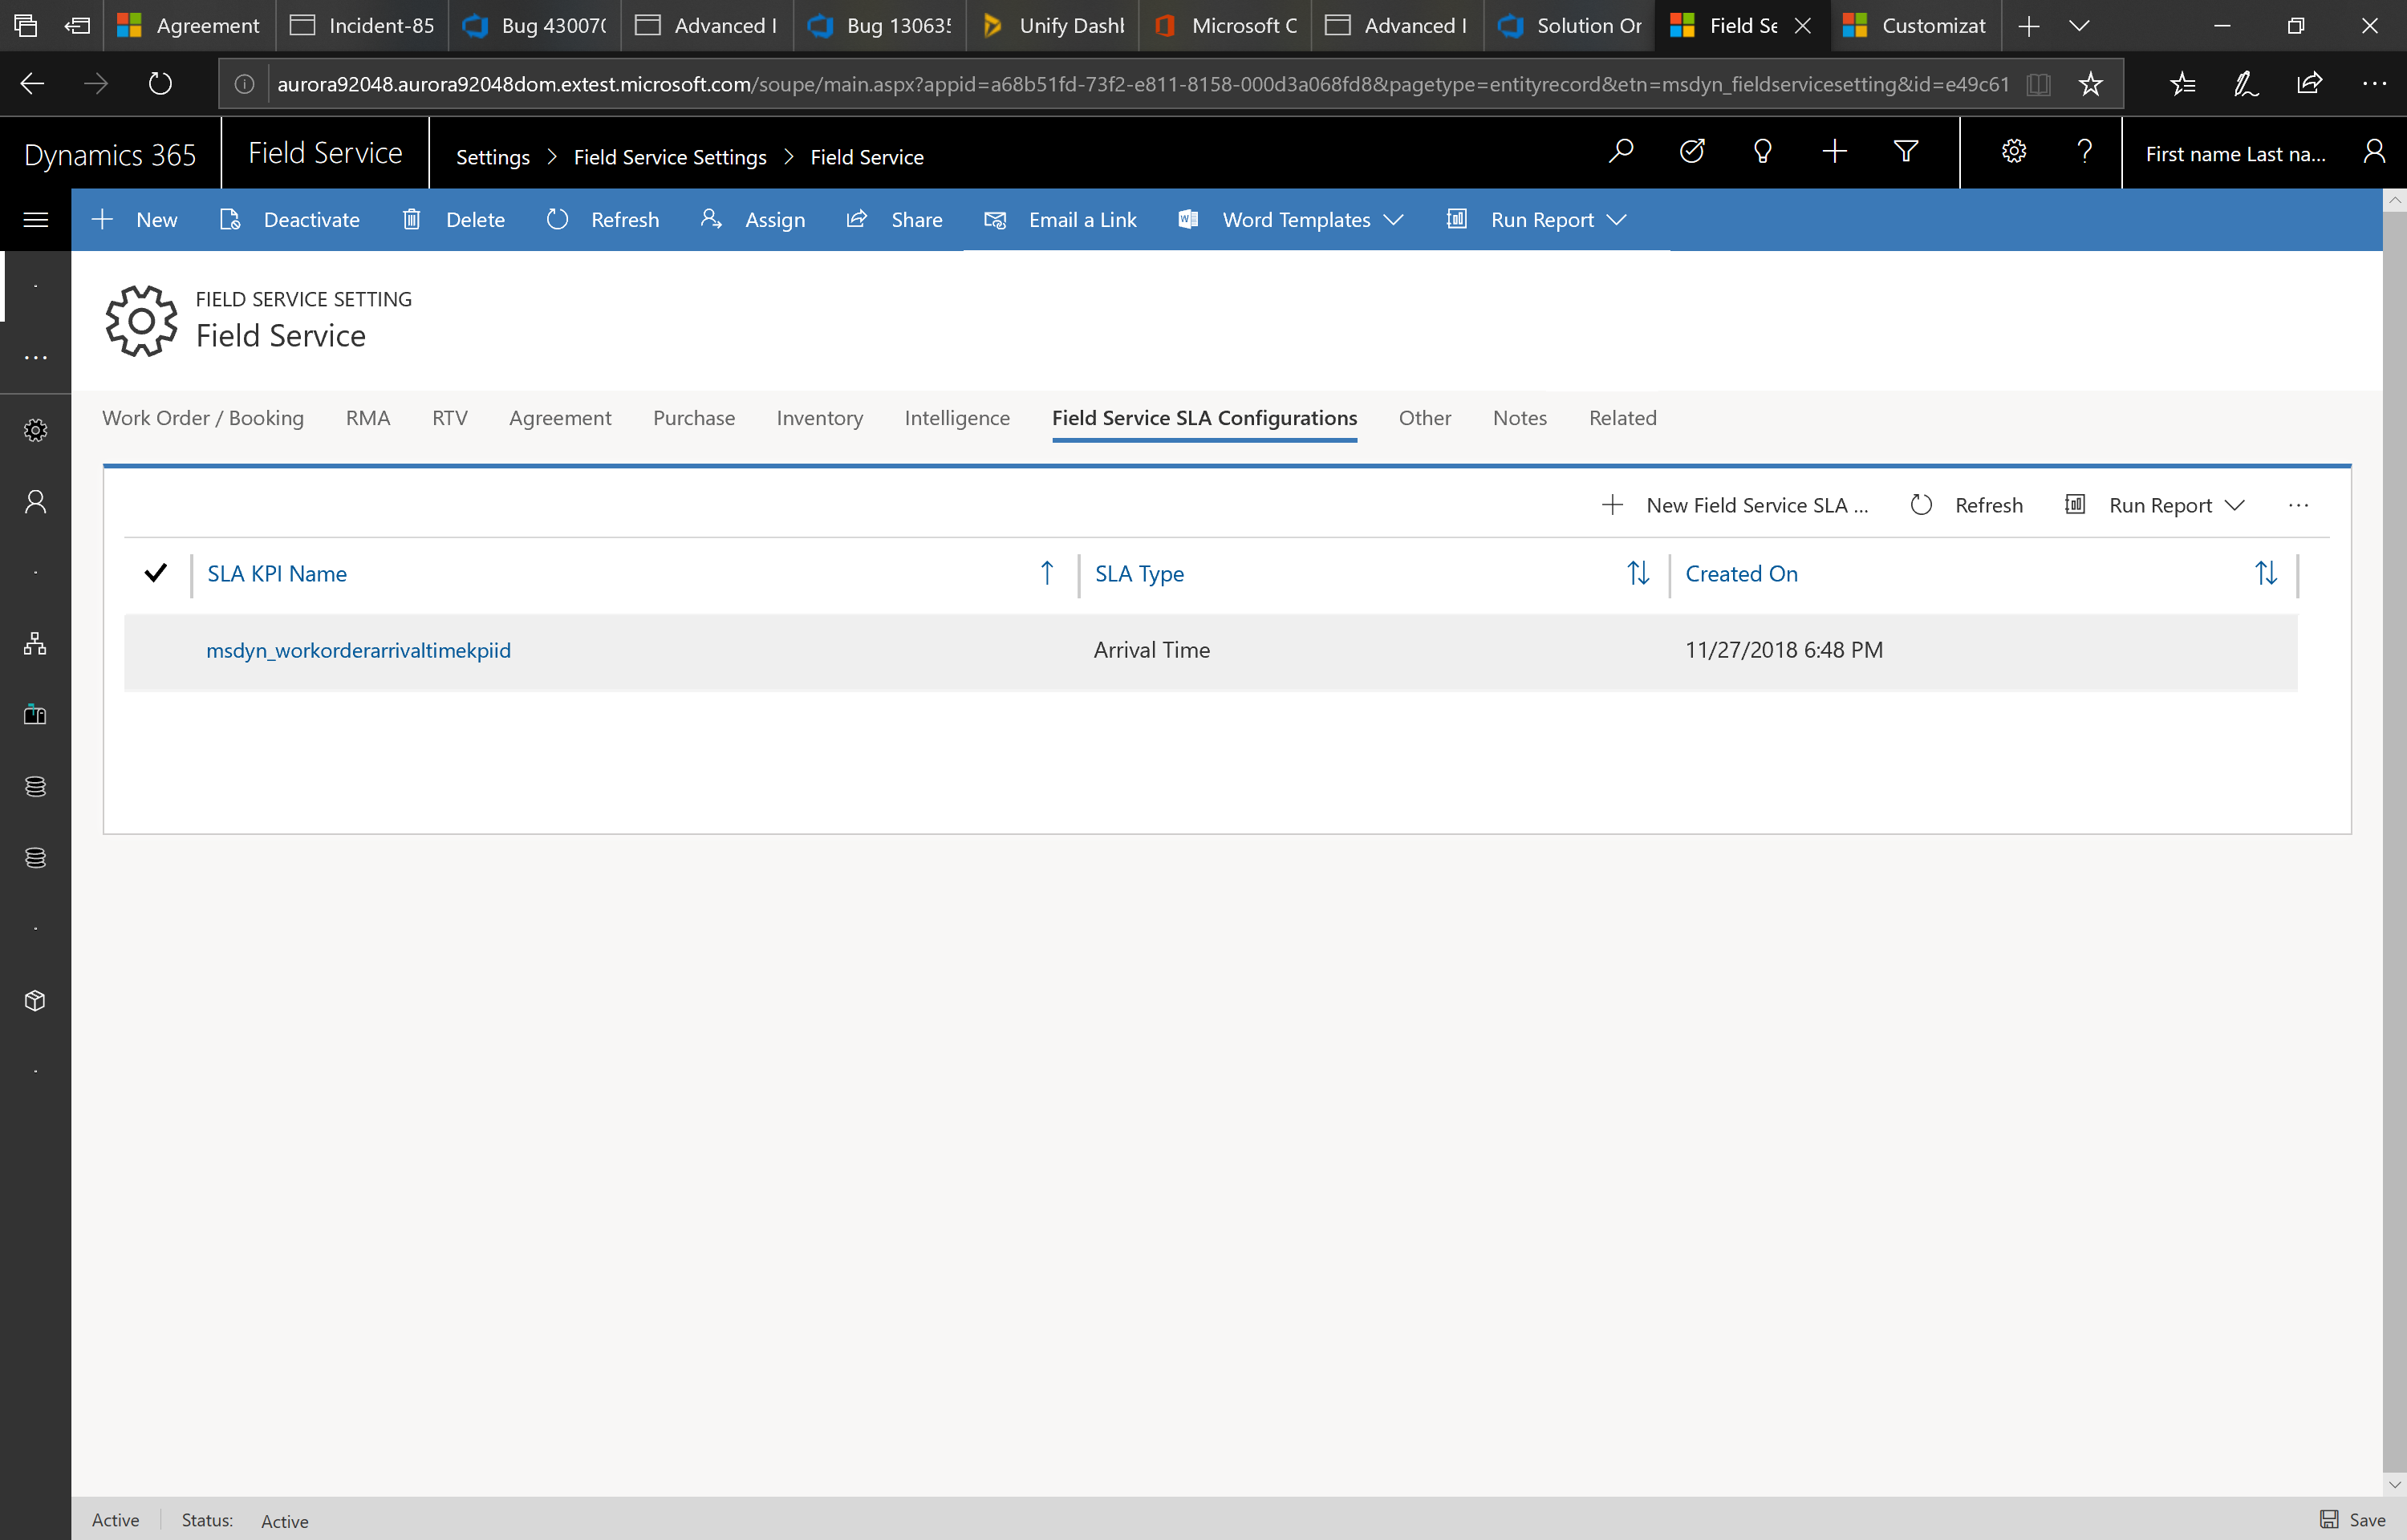 Agreement Incident-85 Bug 43007( Advanced I Bug 13063! Unify Dashl Microsoft C Advanced I Solution Or Field Se Customizat
aurora92048.aurora92048dom.extest.microsoft.com/soupe/main.aspx?appid=a68b51fd-73f2-e811-8158-000d3a068fd8&pagetype=entityrecord&etn=msdyn_fieldservicesetting&id=e49c61
Dynamics 365 Field Service Settings > Field Service Settings > Field Service First name Last na...
New Deactivate Delete Refresh Assign Share Email a Link Word Templates Run Report
FIELD SERVICE SETTING
Field Service
Work Order / Booking RMA RTV Agreement Purchase Inventory Intelligence Field Service SLA Configurations Other Notes Related
New Field Service SLA ... Refresh Run Report
SLA KPI Name SLA Type Created On
msdyn_workorderarrivaltimekpiid Arrival Time 11/27/2018 6:48 PM
Active Status: Active Save